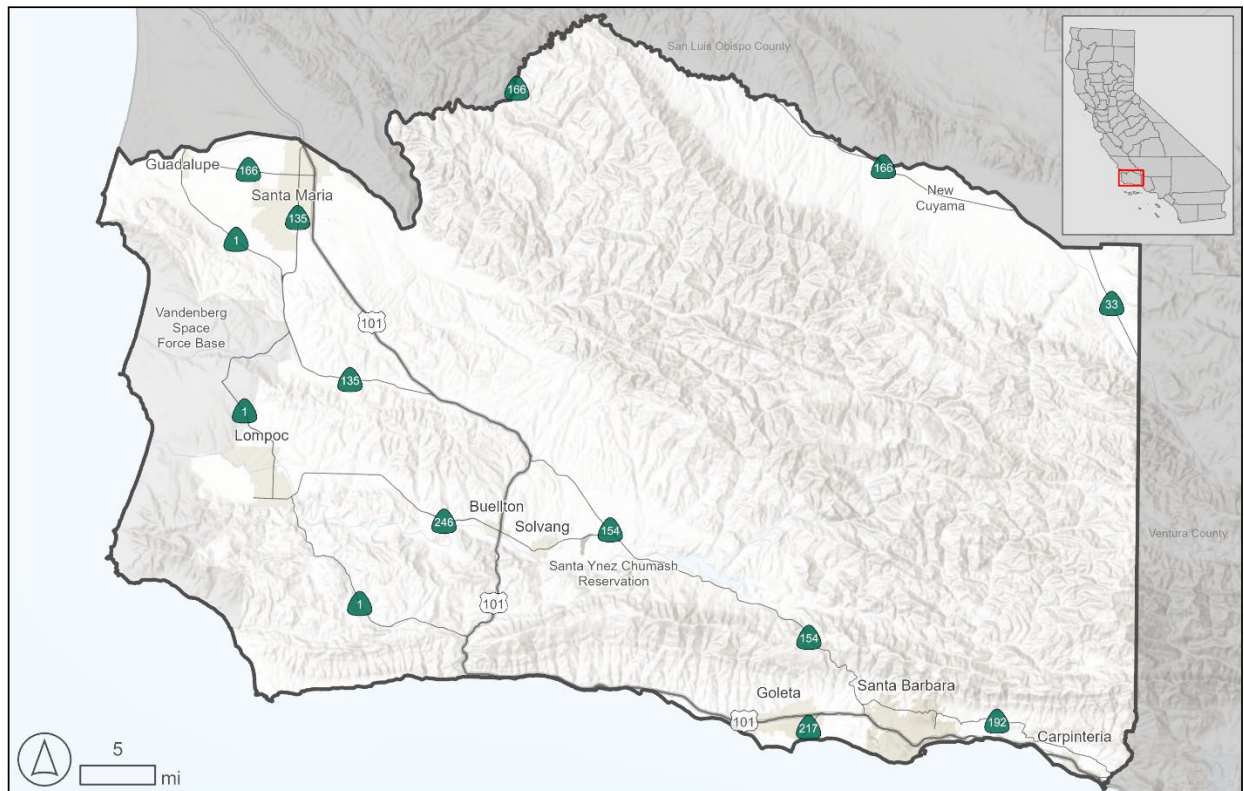 San Luis Obispo County
166
166
Guadalupe
166
Santa Maria
New
Cuyama
135
1
33
Vandenberg
Space
Force Base
101
135
1
Lompoc
Buellton
246
Solvang
154
Ventura County
Santa Ynez Chumash
Reservation
1
101
154
Goleta
Santa Barbara
101
217
192
Carpinteria
5
mi